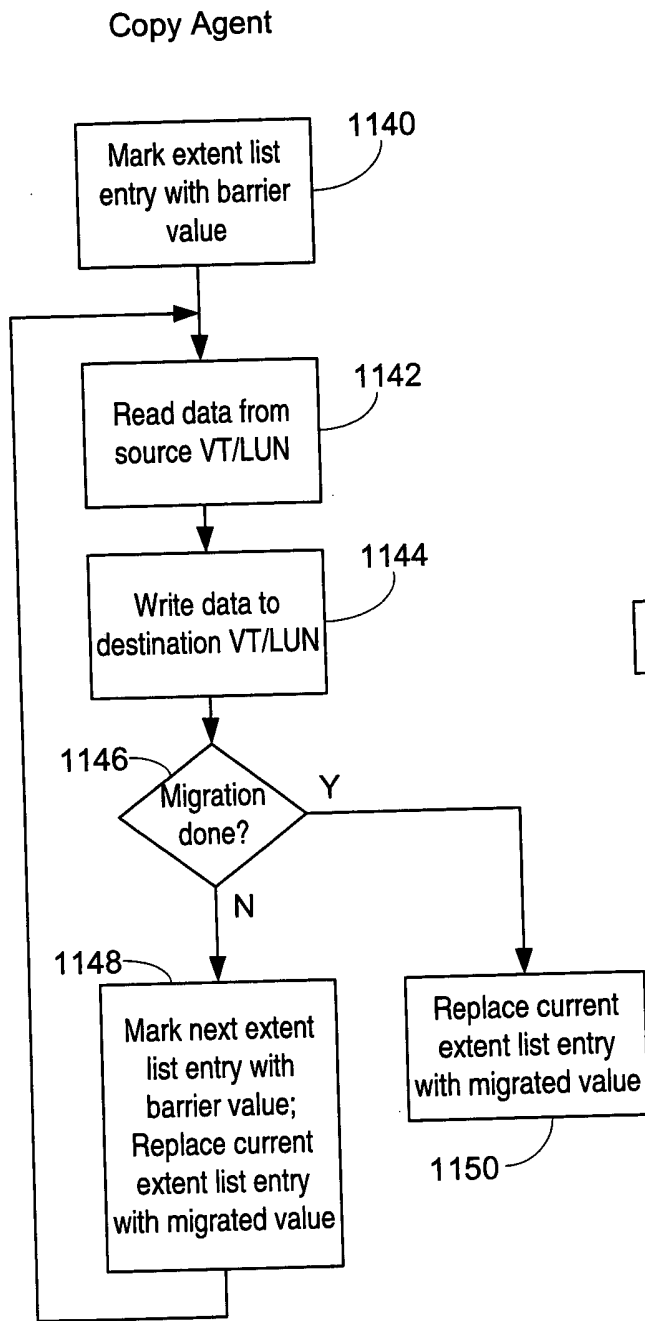 Copy Agent
1140
Mark extent list
entry with barrier
value
1142
Read data from
source VT/LUN
1144
Write data to
destination VT/LUN
1146
Migration
done?
Y
N
1148
Mark next extent
list entry with
barrier value;
Replace current
extent list entry
with migrated value
Replace current
extent list entry
with migrated value
1150